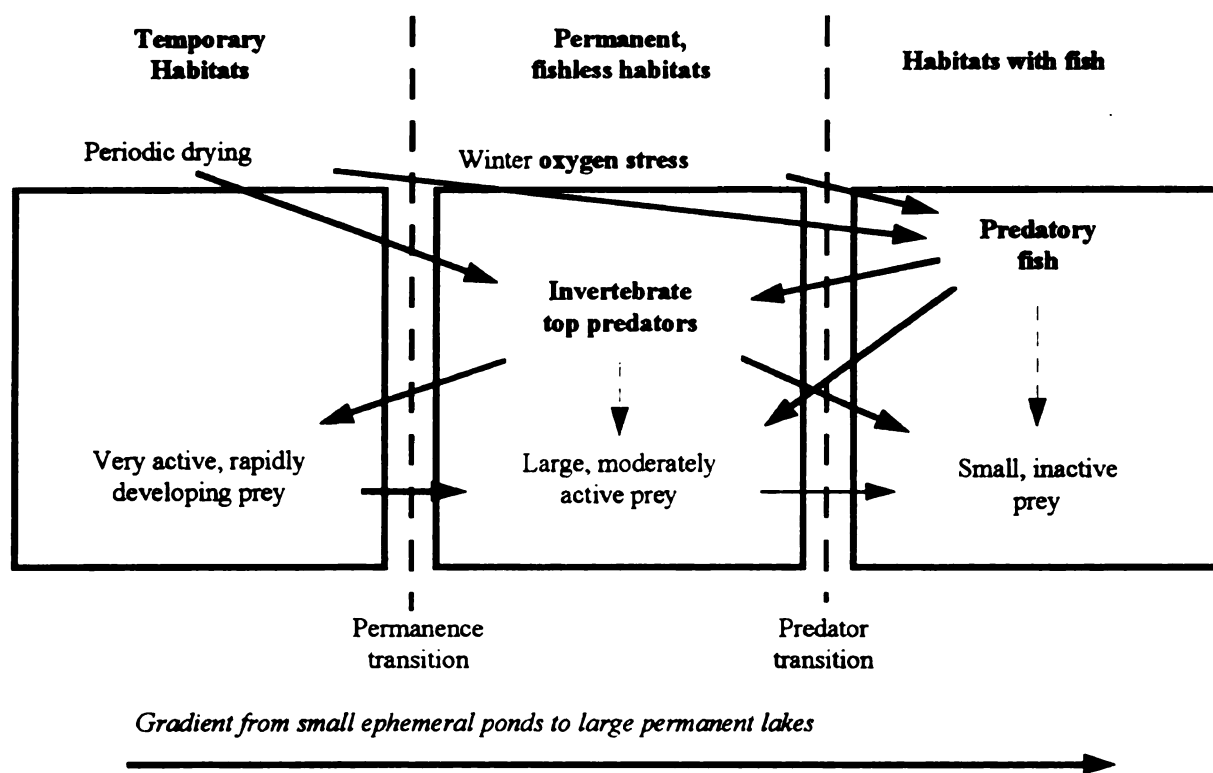 Temporary
Habitats
Permanent,
fishless habitats
Habitats with fish
Periodic drying
Winter oxygen stress
Predatory
fish
Invertebrate
top predators
Very active, rapidly
developing prey
Large, moderately
active prey
Small, inactive
prey
Permanence
transition
Predator
transition
Gradient from small ephemeral ponds to large permanent lakes